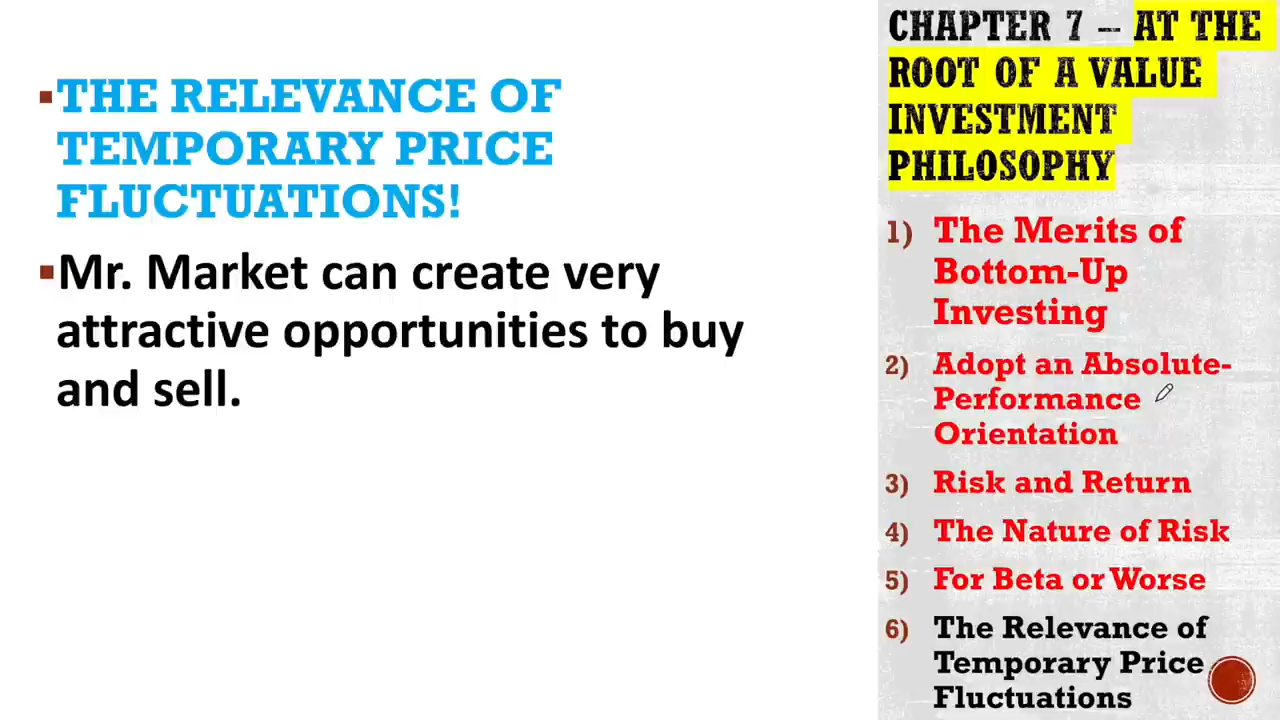 ▪THE RELEVANCE OF
TEMPORARY PRICE
FLUCTUATIONS!
▪Mr. Market can create very
attractive opportunities to buy
and sell.
CHAPTER 7 – AT THE
ROOT OF A VALUE
INVESTMENT
PHILOSOPHY
1) The Merits of
Bottom-Up
Investing
2) Adopt an Absolute-
Performance
Orientation
3) Risk and Return
4) The Nature of Risk
5) For Beta or Worse
6) The Relevance of
Temporary Price
Fluctuations